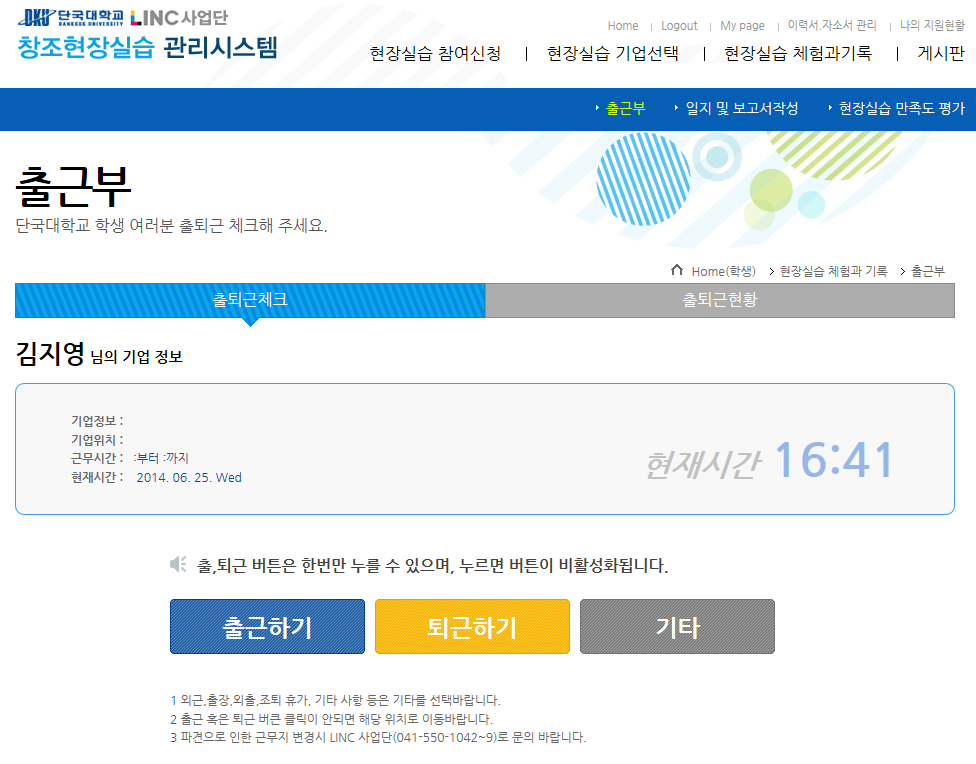 DKU 단국대학교 LINC사업단
DANKOOK UNIVERSITY
창조현장실습 관리시스템
Home | Logout | My page | 이력서.자소서 관리 | 나의 지원현황
현장실습 참여신청 | 현장실습 기업선택 | 현장실습 체험과기록 | 게시판
출근부 일지 및 보고서작성 현장실습 만족도 평가
출근부
단국대학교 학생 여러분 출퇴근 체크해 주세요.
Home(학생) > 현장실습 체험과 기록 > 출근부
출퇴근체크 출퇴근현황
김지영 님의 기업 정보
기업정보 :
기업위치 :
근무시간 : :부터 :까지
현재시간 : 2014. 06. 25. Wed
현재시간 16:41
출,퇴근 버튼은 한번만 누를 수 있으며, 누르면 버튼이 비활성화됩니다.
출근하기 퇴근하기 기타
1 외근,출장,외출,조퇴 휴가, 기타 사항 등은 기타를 선택바랍니다.
2 출근 혹은 퇴근 버큰 클릭이 안되면 해당 위치로 이동바랍니다.
3 파견으로 인한 근무지 변경시 LINC 사업단(041-550-1042~9)로 문의 바랍니다.